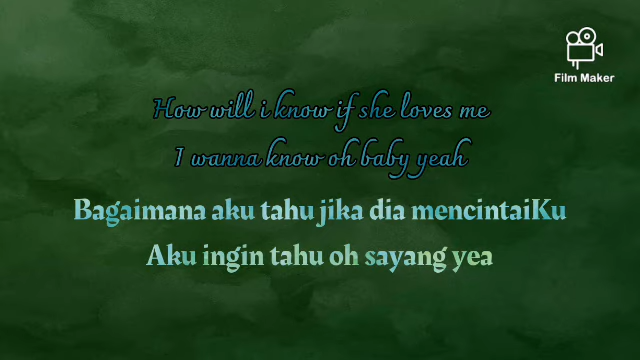 Film Maker
How will i know if she loves me
I wanna know oh baby yeah
Bagaimana aku tahu jika dia mencintaiKu
Aku ingin tahu oh sayang yea